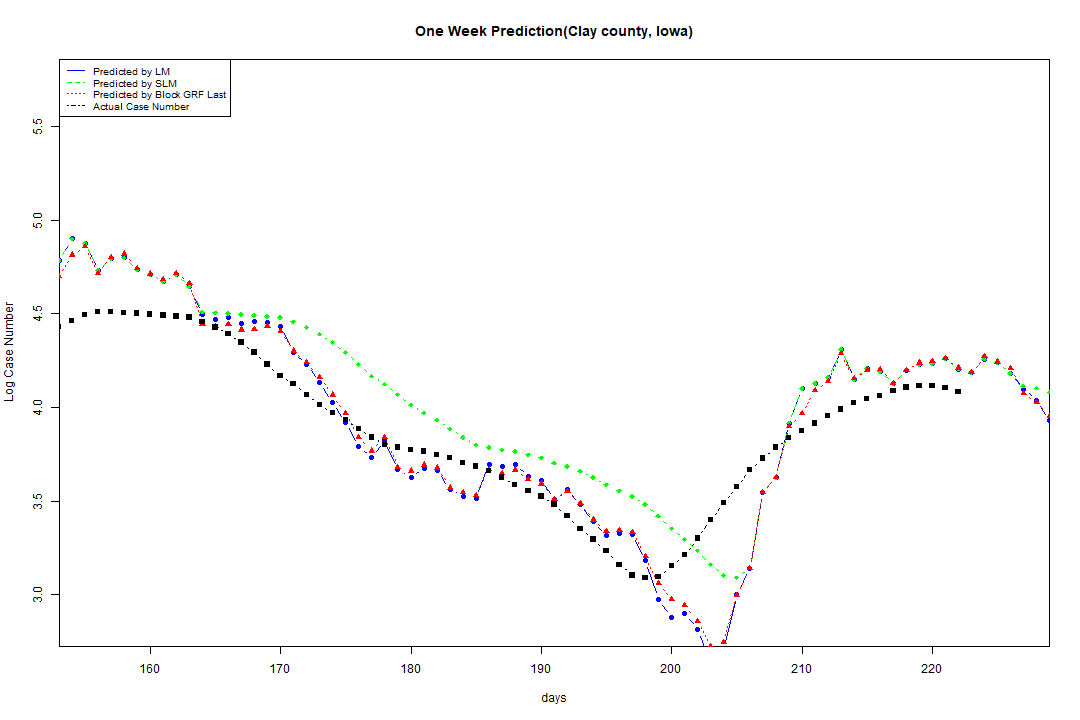 One Week Prediction(Clay county, Iowa)
Predicted by LM
Predicted by SLM
Predicted by Block GRF Last
Actual Case Number
5.5
5.0
4.5
4.0
3.5
3.0
Log Case Number
160 170 180 190 200 210 220
days